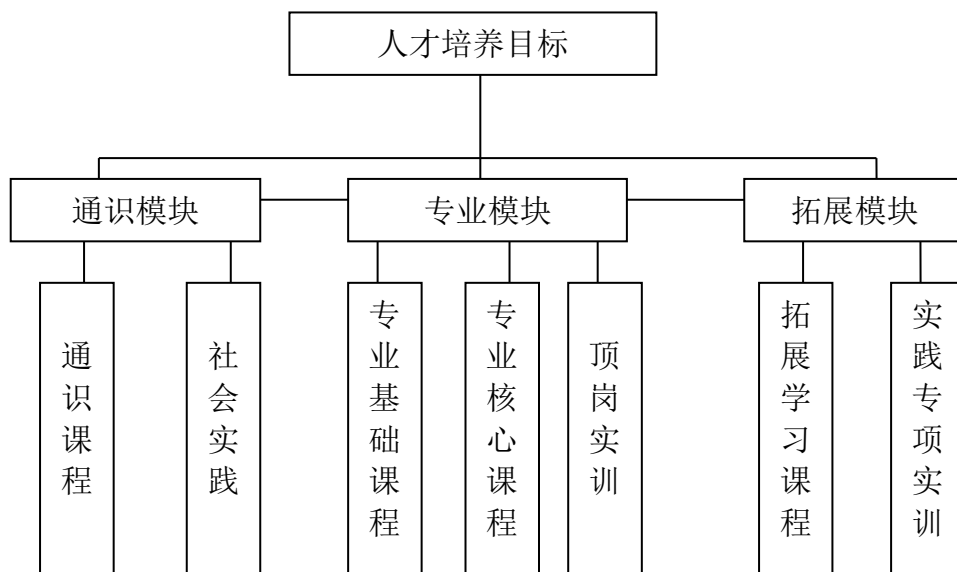 人才培养目标
通识模块
专业模块
拓展模块
通识课程
社会实践
专业基础课程
专业核心课程
顶岗实训
拓展学习课程
实践专项实训